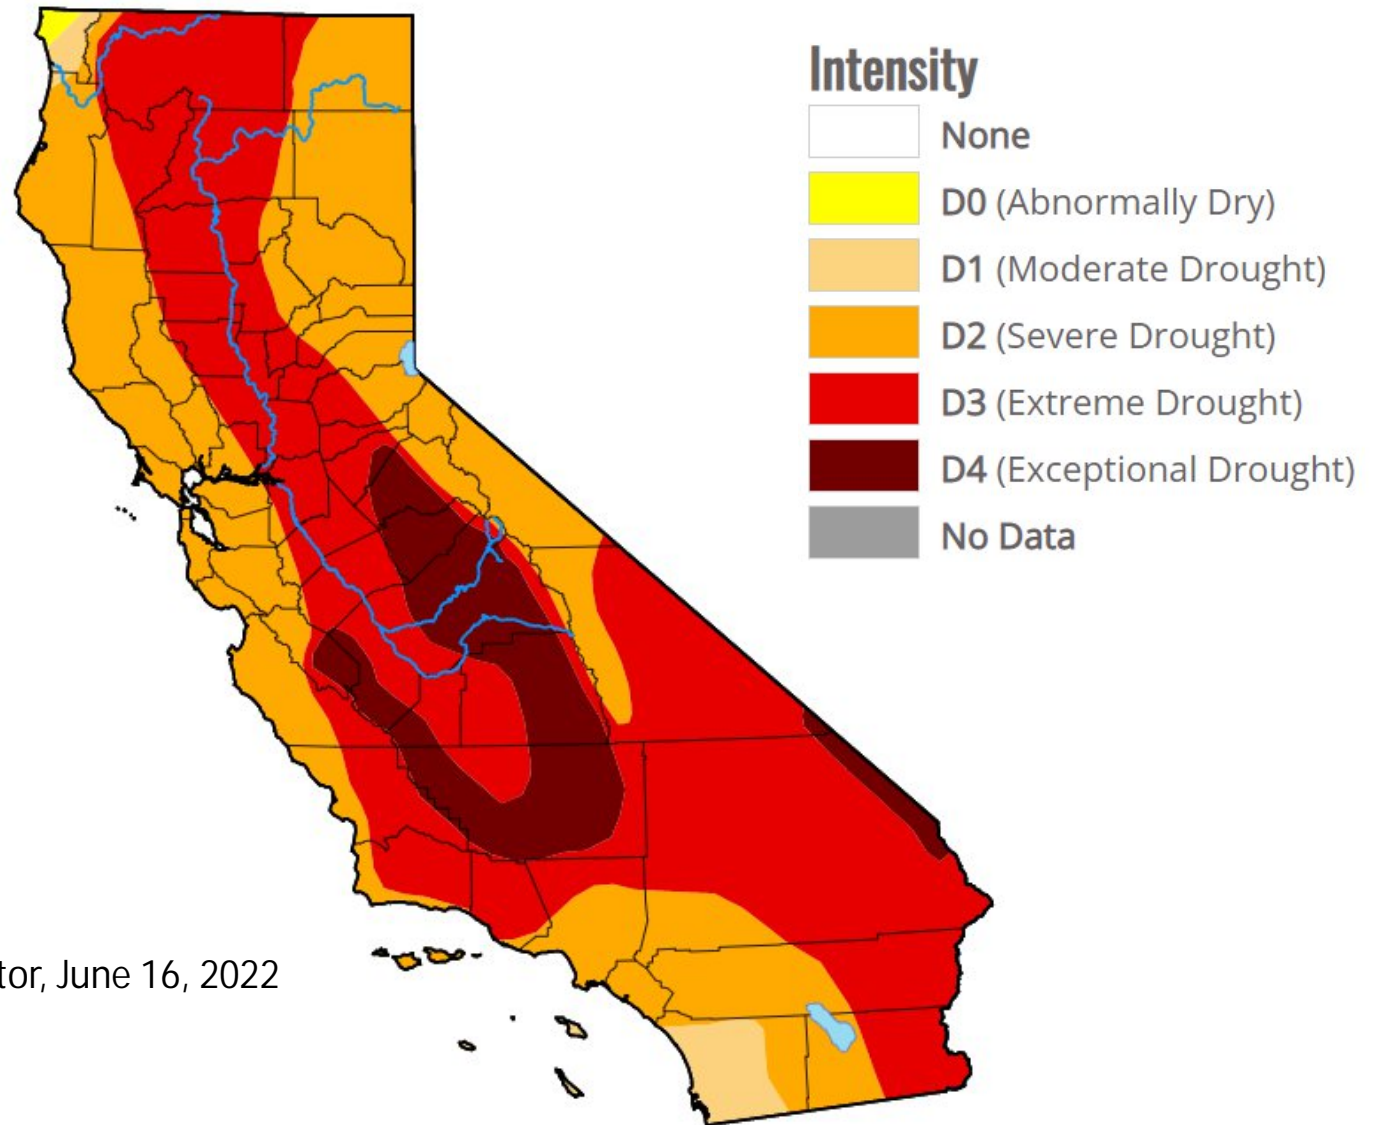 Intensity
None
D0 (Abnormally Dry)
D1 (Moderate Drought)
D2 (Severe Drought)
D3 (Extreme Drought)
D4 (Exceptional Drought)
No Data
tor, June 16, 2022